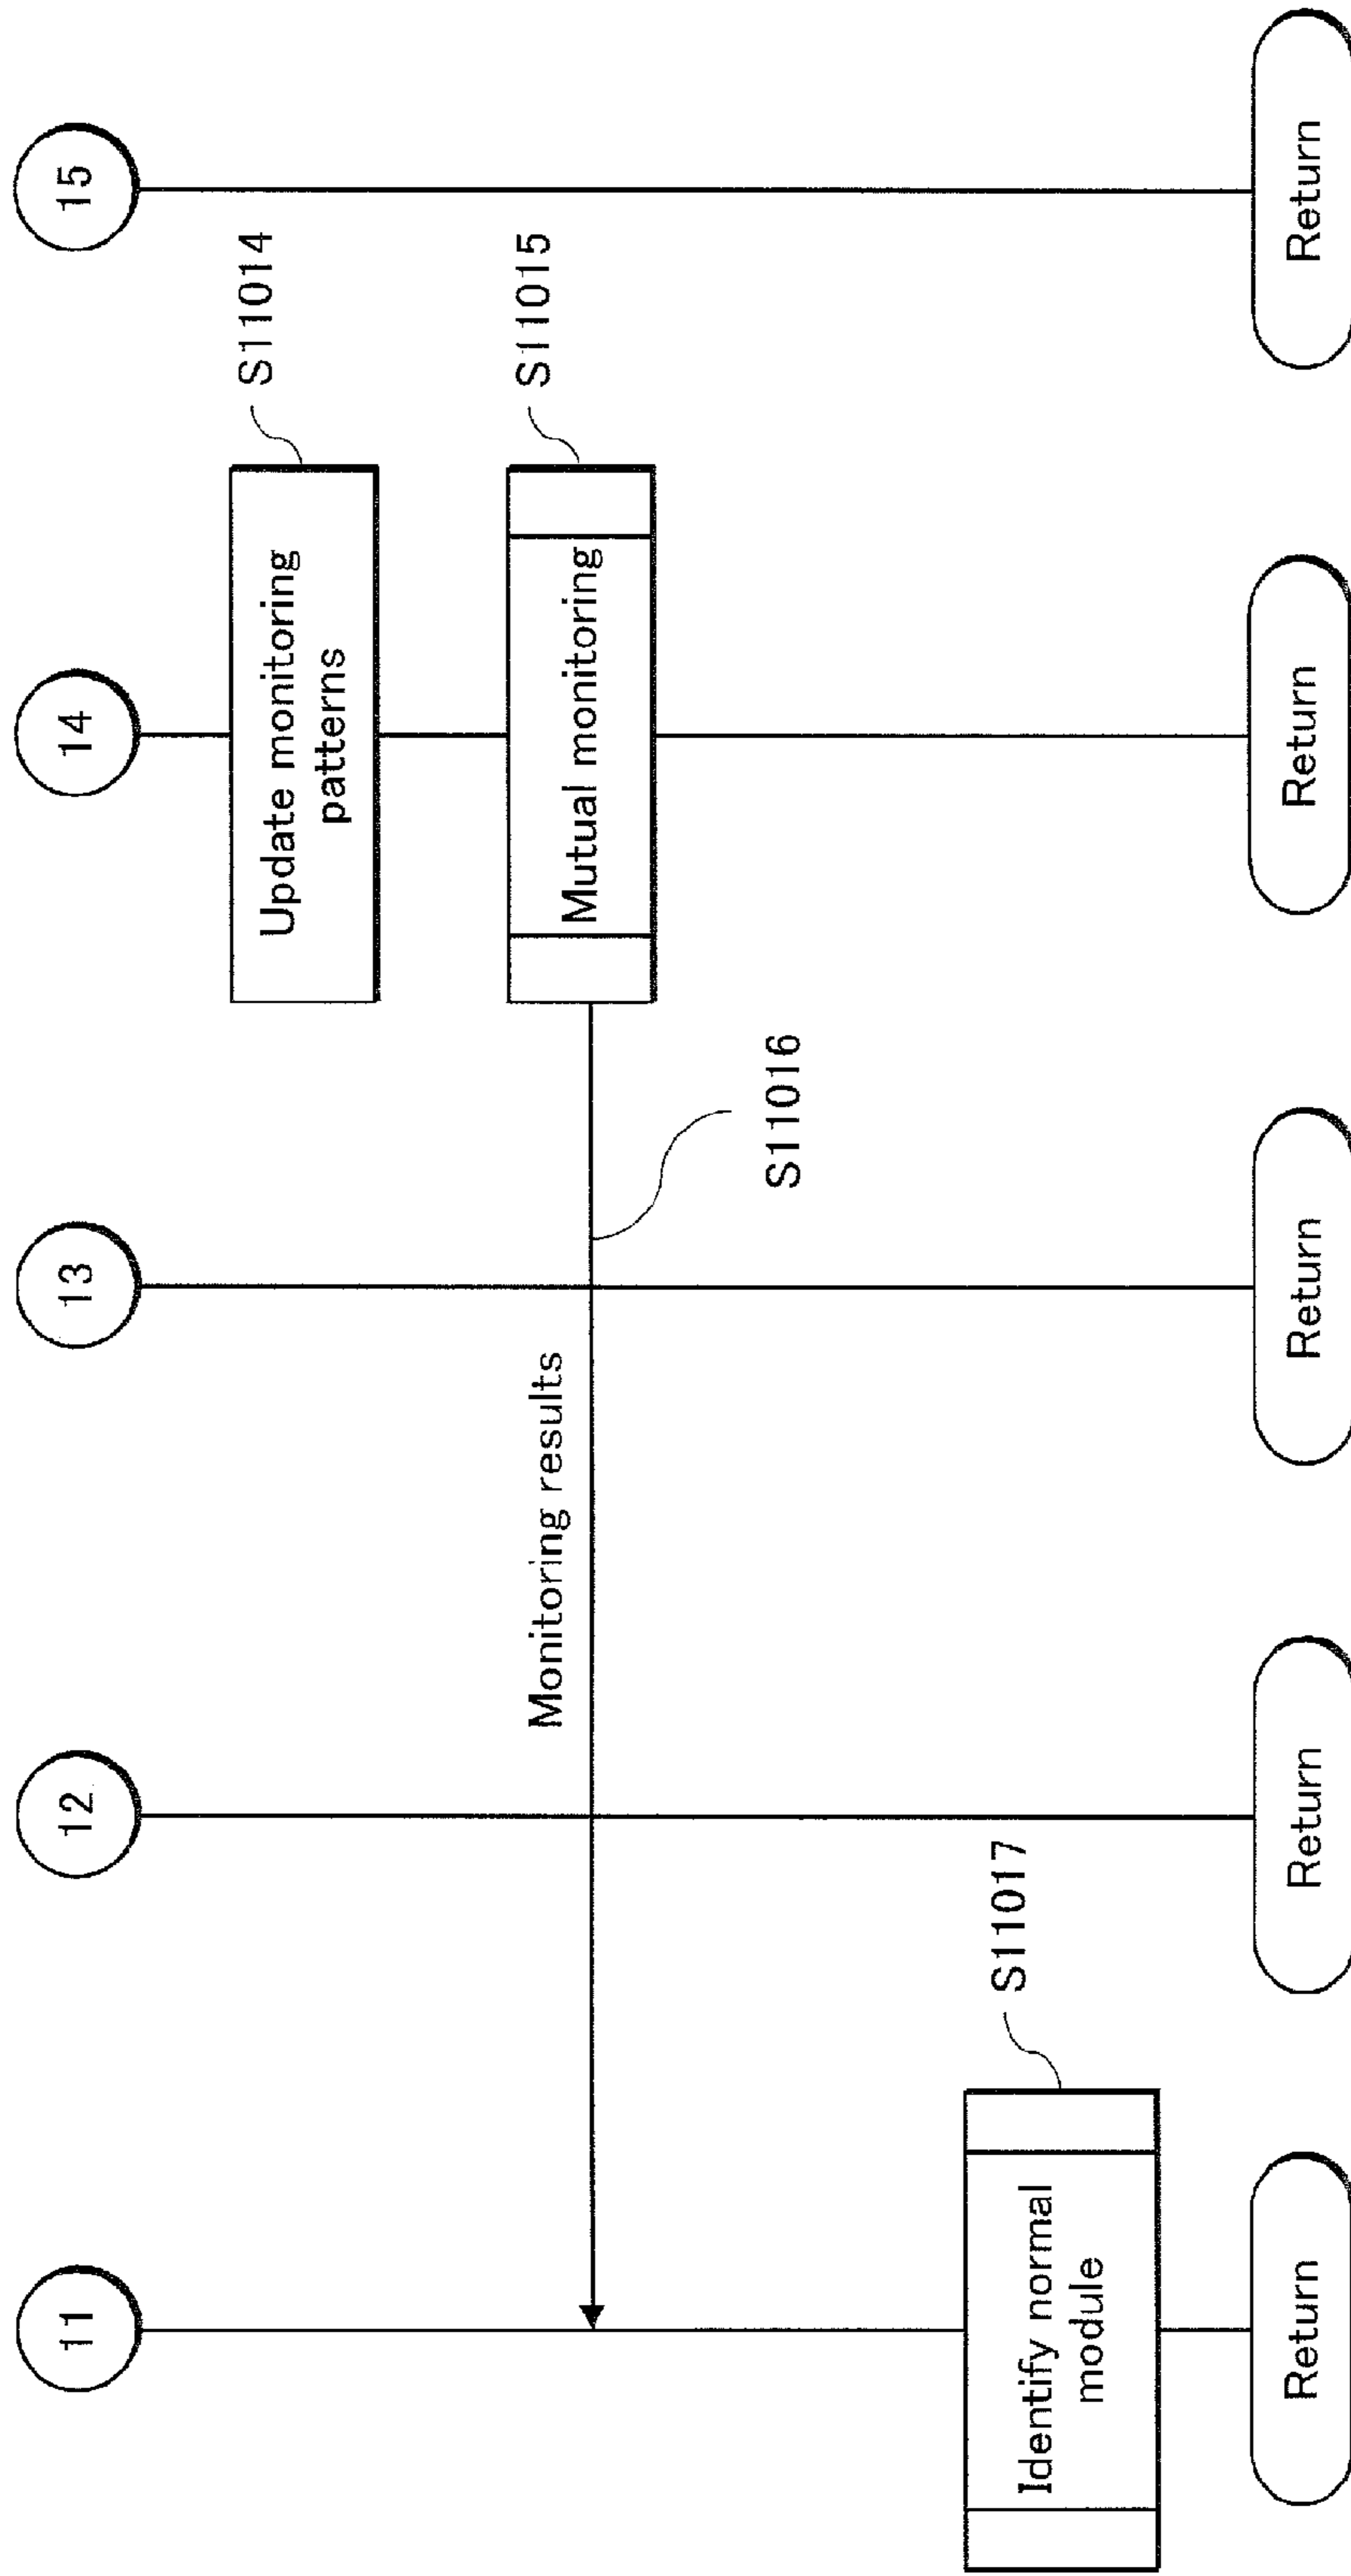 11
12
13
14
15
Update monitoring
patterns
S11014
Mutual monitoring
S11015
Monitoring results
S11016
Identify normal
module
S11017
Return
Return
Return
Return
Return